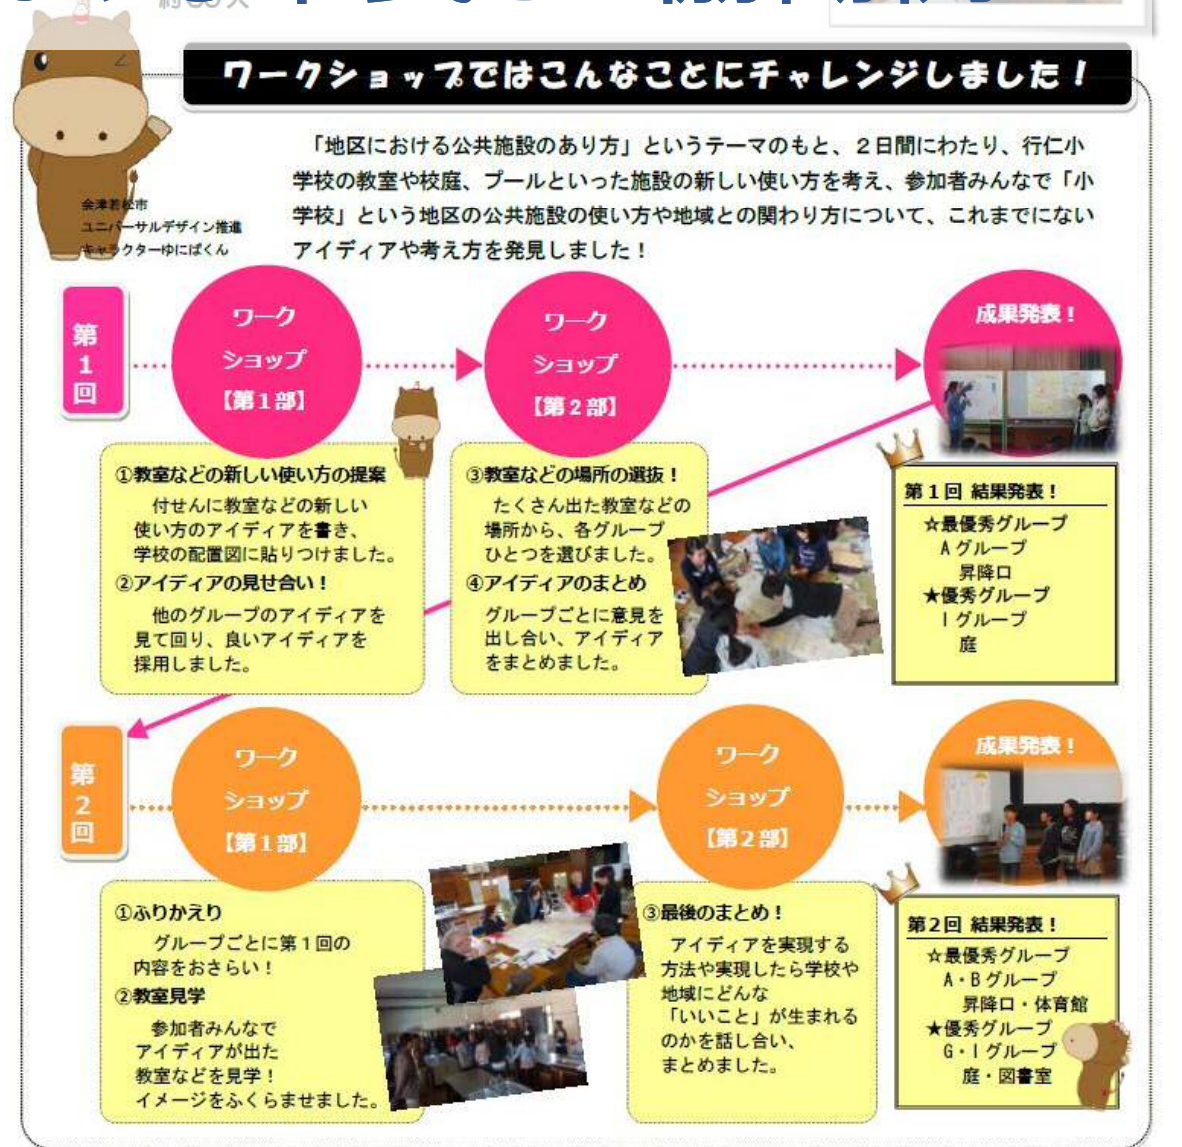 ワークショップではこんなことにチャレンジしました！
「地区における公共施設のあり方」というテーマのもと、２日間にわたり、行仁小
学校の教室や校庭、プールといった施設の新しい使い方を考え、参加者みんなで「小
学校」という地区の公共施設の使い方や地域との関わり方について、これまでにない
アイディアや考え方を発見しました！
会津若松市
ユニバーサルデザイン推進
キャラクターゆにばくん
第1回
ワーク
ショップ
【第１部】
ワーク
ショップ
【第２部】
成果発表！
①教室などの新しい使い方の提案
付せんに教室などの新しい
使い方のアイディアを書き、
学校の配置図に貼りつけました。
②アイディアの見せ合い！
他のグループのアイディアを
見て回り、良いアイディアを
採用しました。
③教室などの場所の選抜！
たくさん出た教室などの
場所から、各グループ
ひとつを選びました。
④アイディアのまとめ
グループごとに意見を
出し合い、アイディア
をまとめました。
第１回 結果発表！
☆最優秀グループ
Ａグループ
昇降口
★優秀グループ
Ｉグループ
庭
第2回
ワーク
ショップ
【第１部】
ワーク
ショップ
【第２部】
成果発表！
①ふりかえり
グループごとに第１回の
内容をおさらい！
②教室見学
参加者みんなで
アイディアが出た
教室などを見学！
イメージをふくらませました。
③最後のまとめ！
アイディアを実現する
方法や実現したら学校や
地域にどんな
「いいこと」が生まれる
のかを話し合い、
まとめました。
第２回 結果発表！
☆最優秀グループ
Ａ・Ｂグループ
昇降口・体育館
★優秀グループ
Ｇ・Ｉグループ
庭・図書室